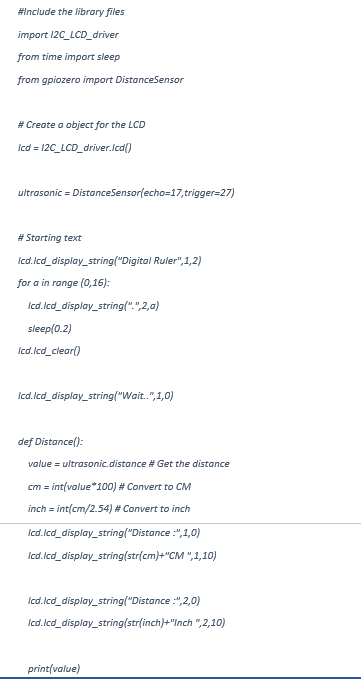 #Include the library files
import I2C_LCD_driver
from time import sleep
from gpiozero import DistanceSensor
# Create a object for the LCD
lcd = I2C_LCD_driver.lcd()
ultrasonic = DistanceSensor(echo=17,trigger=27)
# Starting text
lcd.lcd_display_string("Digital Ruler",1,2)
for a in range (0,16):
lcd.lcd_display_string(".",2,a)
sleep(0.2)
lcd.lcd_clear()
lcd.lcd_display_string("Wait..",1,0)
def Distance():
value = ultrasonic.distance # Get the distance
cm = int(value*100) # Convert to CM
inch = int(cm/2.54) # Convert to inch
lcd.lcd_display_string("Distance :",1,0)
lcd.lcd_display_string(str(cm)+"CM ",1,10)
lcd.lcd_display_string("Distance :",2,0)
lcd.lcd_display_string(str(inch)+"Inch ",2,10)
print(value)